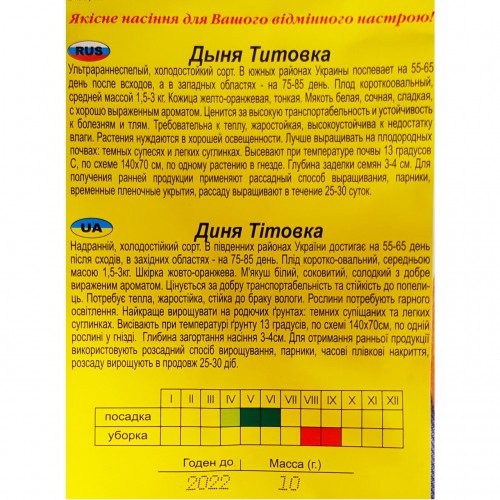 Якісне насіння для Вашого відмінного настрою!
RUS
Дыня Титовка
Ультрараннеспелый, холодостойкий сорт. В южных районах Украины поспевает на 55-65
день после всходов, а в западных областях - на 75-85 день. Плод коротковальный,
средней массой 1,5-3 кг. Кожица желто-оранжевая, тонкая. Мякоть белая, сочная, сладкая,
с хорошо выраженным ароматом. Ценится за высокую транспортабельность и устойчивость
к болезням и тлям. Требовательна к теплу, жаростойкая, высокоустойчива к недостатку
влаги. Растения нуждаются в хорошей освещенности. Лучше выращивать на плодородных
почвах: темных супесях и легких суглинках. Высевают при температуре почвы 13 градусов
С, по схеме 140х70 см, по одному растению в гнезде. Глубина заделки семян 3-4 см. Для
получения ранней продукции применяют рассадный способ выращивания, парники,
временные пленочные укрытия, рассаду выращивают в течение 25-30 суток.
UA
Диня Тітовка
Надранній, холодостійкий сорт. В південних районах України достигає на 55-65 день
після сходів, в західних областях - на 75-85 день. Плід коротко-овальний, середньою
масою 1,5-3кг. Шкірка жовто-оранжева. М'якуш білий, соковитий, солодкий з добре
вираженим ароматом. Цінується за добру транспортабельність та стійкість до попели-
ць. Потребує тепла, жаростійка, стійка до браку вологи. Рослини потребують гарного
освітлення. Найкраще вирощувати на родючих ґрунтах: темних супіщаних та легких
суглинках. Висівають при температурі ґрунту 13 градусів, по схемі 140х70см, по одній
рослині у гнізді. Глибина загортання насіння 3-4см. Для отримання ранньої продукції
використовують розсадний спосіб вирощування, парники, часові плівкові накриття,
розсаду вирощують в продовж 25-30 діб.
I II III IV V VI VII VIII IX X XI XII
посадка
уборка
Годен до Масса (г.)
2022 10